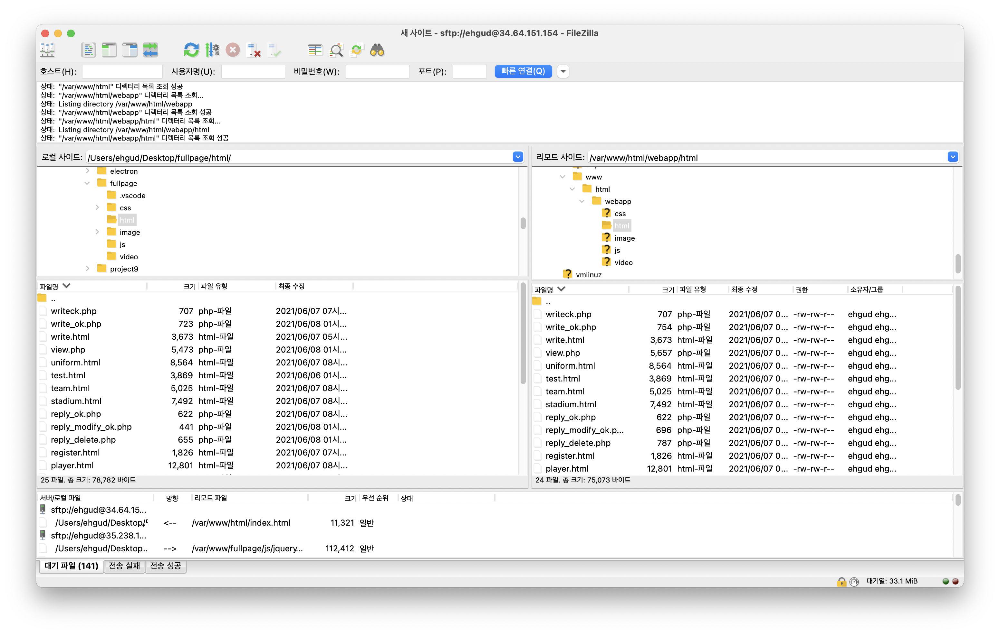 새 사이트 - sftp://ehgud@34.64.151.154 - FileZilla
호스트(H): 사용자명(U): 비밀번호(W): 포트(P): 빠른 연결(Q)
상태: "/var/www/html" 디렉터리 목록 조회 성공
상태: "/var/www/html/webapp" 디렉터리 목록 조회...
상태: Listing directory /var/www/html/webapp
상태: "/var/www/html/webapp" 디렉터리 목록 조회 성공
상태: "/var/www/html/webapp/html" 디렉터리 목록 조회...
상태: Listing directory /var/www/html/webapp/html
상태: "/var/www/html/webapp/html" 디렉터리 목록 조회 성공
로컬 사이트: /Users/ehgud/Desktop/fullpage/html/
electron
fullpage
.vscode
css
html
image
js
video
project9
파일명 크기 파일 유형 최종 수정
..
writeck.php 707 php-파일 2021/06/07 07시...
write_ok.php 723 php-파일 2021/06/08 01시...
write.html 3,673 html-파일 2021/06/07 05시...
view.php 5,473 php-파일 2021/06/08 01시...
uniform.html 8,564 html-파일 2021/06/07 08시...
test.html 3,869 html-파일 2021/06/06 01시...
team.html 5,025 html-파일 2021/06/07 08시...
stadium.html 7,492 html-파일 2021/06/07 08시...
reply_ok.php 622 php-파일 2021/06/07 08시...
reply_modify_ok.php 441 php-파일 2021/06/08 01시...
reply_delete.php 655 php-파일 2021/06/08 01시...
register.html 1,826 html-파일 2021/06/07 07시...
player.html 12,801 html-파일 2021/06/07 08시...
25 파일. 총 크기: 78,782 바이트
리모트 사이트: /var/www/html/webapp/html
www
html
webapp
css
html
image
js
video
vmlinuz
파일명 크기 파일 유형 최종 수정 권한 소유자/그룹
..
writeck.php 707 php-파일 2021/06/07 0... -rw-rw-r-- ehgud ehg...
write_ok.php 754 php-파일 2021/06/07 0... -rw-rw-r-- ehgud ehg...
write.html 3,673 html-파일 2021/06/07 0... -rw-rw-r-- ehgud ehg...
view.php 5,657 php-파일 2021/06/07 0... -rw-rw-r-- ehgud ehg...
uniform.html 8,564 html-파일 2021/06/07 0... -rw-rw-r-- ehgud ehg...
test.html 3,869 html-파일 2021/06/07 0... -rw-rw-r-- ehgud ehg...
team.html 5,025 html-파일 2021/06/07 0... -rw-rw-r-- ehgud ehg...
stadium.html 7,492 html-파일 2021/06/07 0... -rw-rw-r-- ehgud ehg...
reply_ok.php 622 php-파일 2021/06/07 0... -rw-rw-r-- ehgud ehg...
reply_modify_ok.p... 696 php-파일 2021/06/07 0... -rw-rw-r-- ehgud ehg...
reply_delete.php 787 php-파일 2021/06/07 0... -rw-rw-r-- ehgud ehg...
register.html 1,826 html-파일 2021/06/07 0... -rw-rw-r-- ehgud ehg...
player.html 12,801 html-파일 2021/06/07 0... -rw-rw-r-- ehgud ehg...
24 파일. 총 크기: 75,073 바이트
서버/로컬 파일 방향 리모트 파일 크기 우선 순위 상태
sftp://ehgud@34.64.15...
/Users/ehgud/Desktop/ <-- /var/www/html/index.html 11,321 일반
sftp://ehgud@35.238.1...
/Users/ehgud/Desktop.. --> /var/www/fullpage/js/jquery... 112,412 일반
대기 파일 (141) 전송 실패 전송 성공
대기열: 33.1 MiB